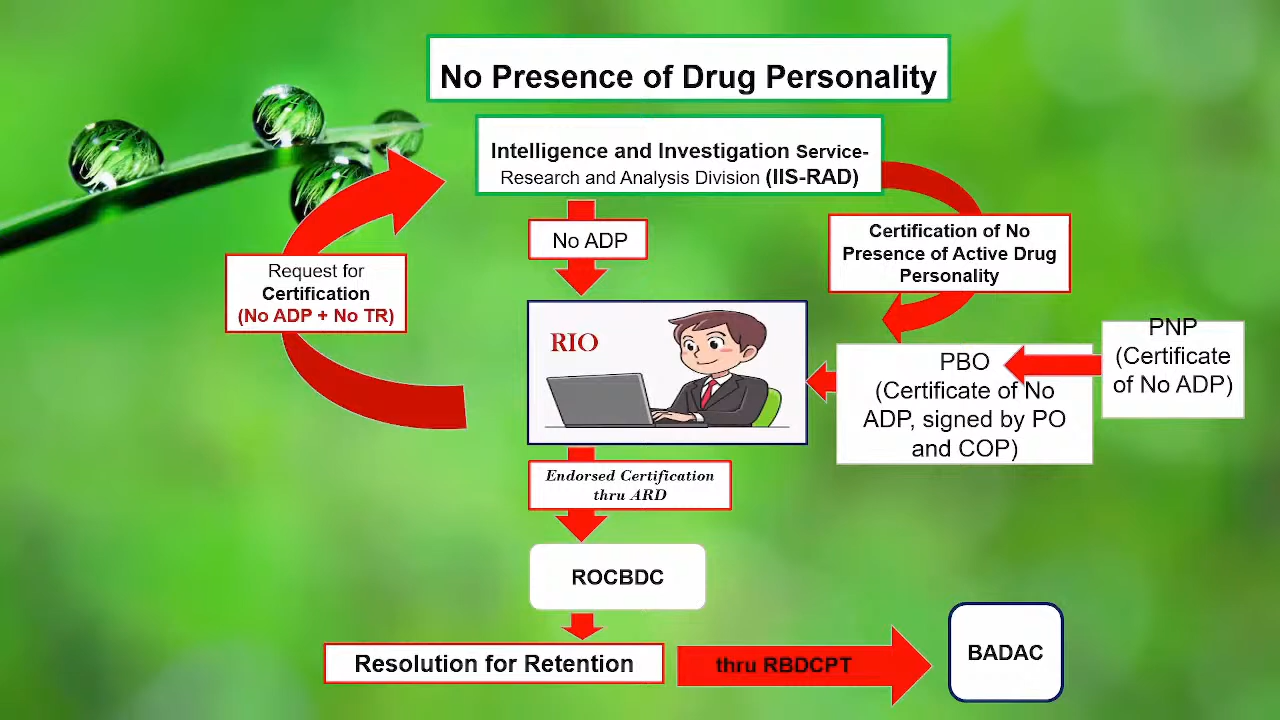 No Presence of Drug Personality
Intelligence and Investigation Service-
Research and Analysis Division (IIS-RAD)
No ADP
Certification of No
Presence of Active Drug
Personality
Request for
Certification
(No ADP + No TR)
RIO
PNP
(Certificate
of No ADP)
PBO
(Certificate of No
ADP, signed by PO
and COP)
Endorsed Certification
thru ARD
ROCBDC
Resolution for Retention
thru RBDCPT
BADAC